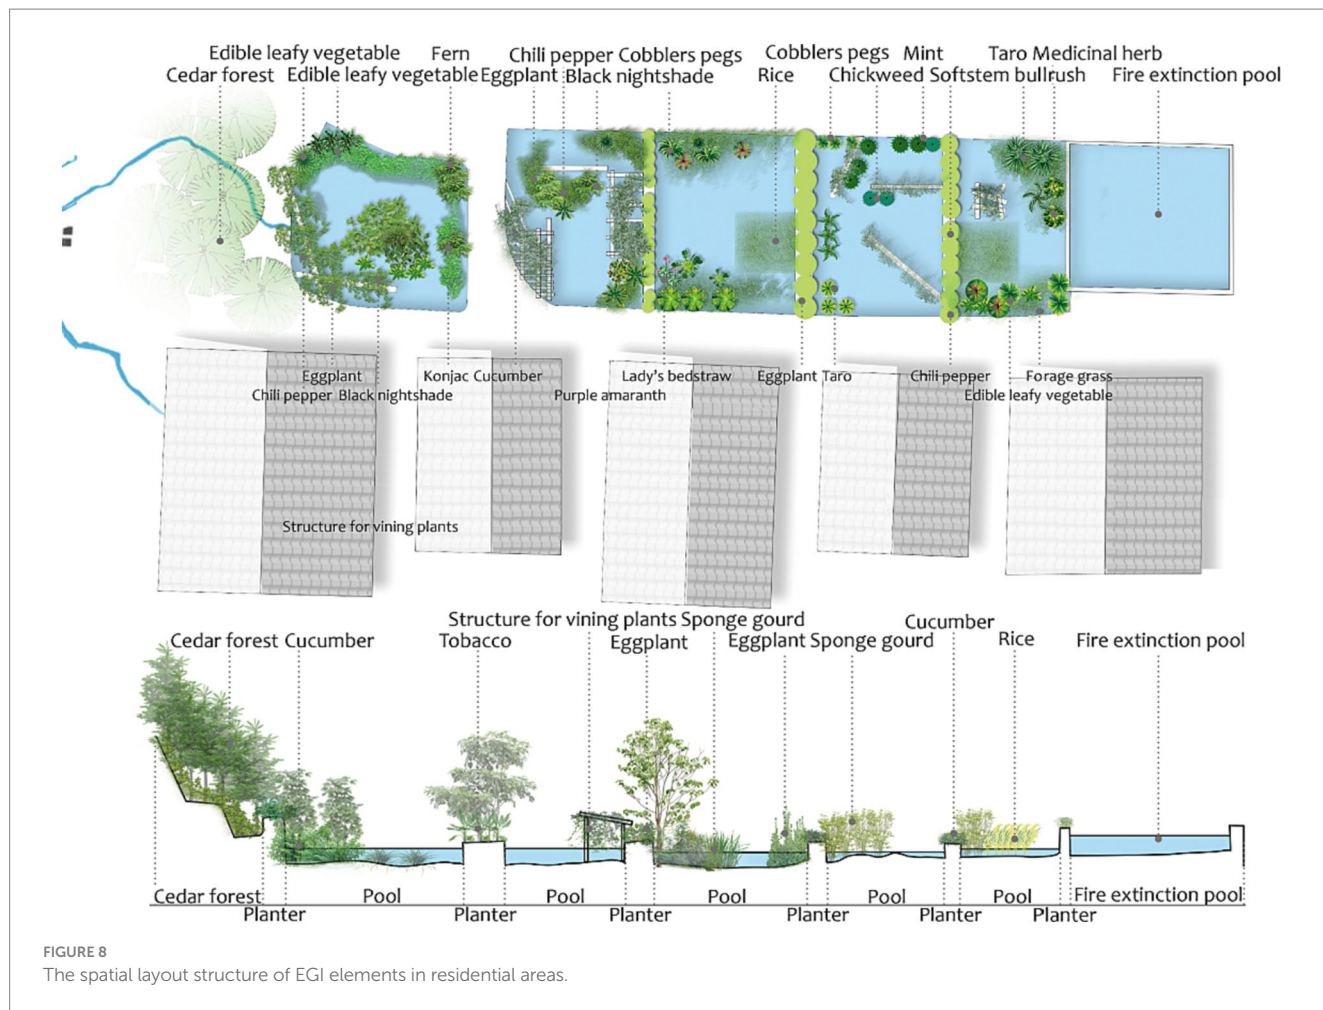 Edible leafy vegetable Fern Chili pepper Cobblers pegs Cobblers pegs Mint Taro Medicinal herb
Cedar forest Edible leafy vegetable Eggplant Black nightshade Rice Chickweed Softstem bullrush Fire extinction pool
Eggplant Konjac Cucumber Lady's bedstraw Eggplant Taro Chili pepper Forage grass
Chili pepper Black nightshade Purple amaranth Edible leafy vegetable
Structure for vining plants
Structure for vining plants Sponge gourd Cucumber
Cedar forest Cucumber Tobacco Eggplant Eggplant Sponge gourd Rice Fire extinction pool
Cedar forest Pool Pool Pool Pool Pool Fire extinction pool
Planter Planter Planter Planter Planter Planter
FIGURE 8
The spatial layout structure of EGI elements in residential areas.